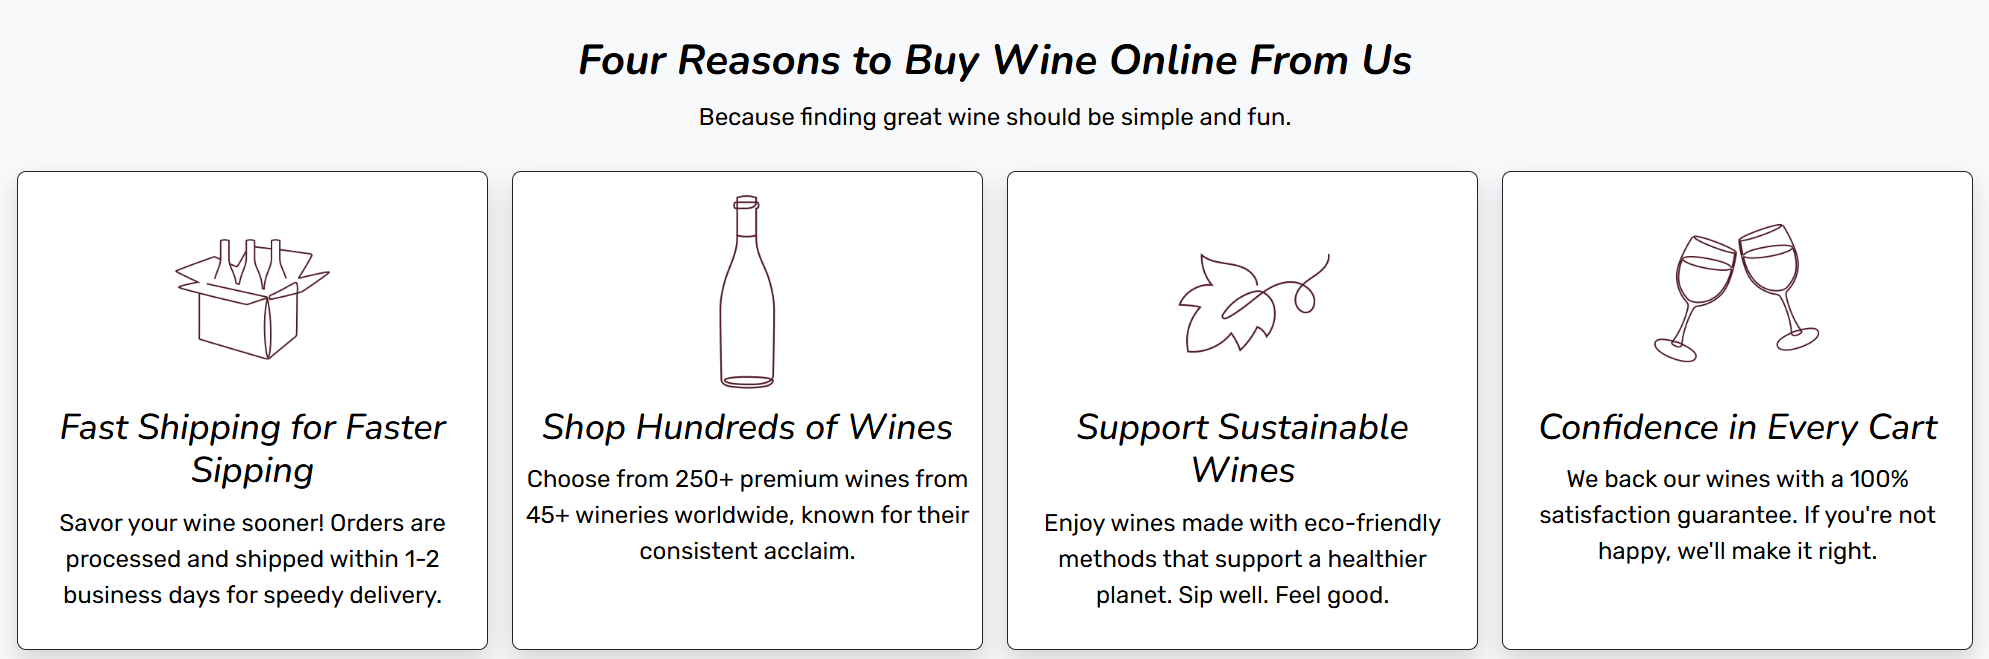 Four Reasons to Buy Wine Online From Us
Because finding great wine should be simple and fun.
Fast Shipping for Faster
Sipping
Savor your wine sooner! Orders are
processed and shipped within 1-2
business days for speedy delivery.
Shop Hundreds of Wines
Choose from 250+ premium wines from
45+ wineries worldwide, known for their
consistent acclaim.
Support Sustainable
Wines
Enjoy wines made with eco-friendly
methods that support a healthier
planet. Sip well. Feel good.
Confidence in Every Cart
We back our wines with a 100%
satisfaction guarantee. If you're not
happy, we'll make it right.